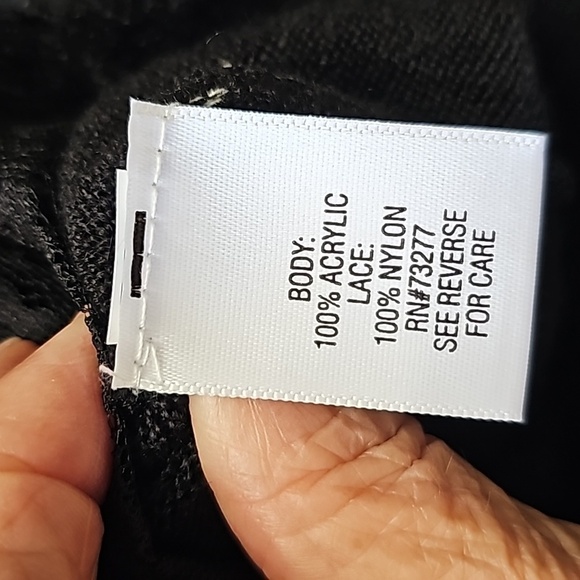 BODY:
100% ACRYLIC
LACE:
100% NYLON
RN#73277
SEE REVERSE
FOR CARE